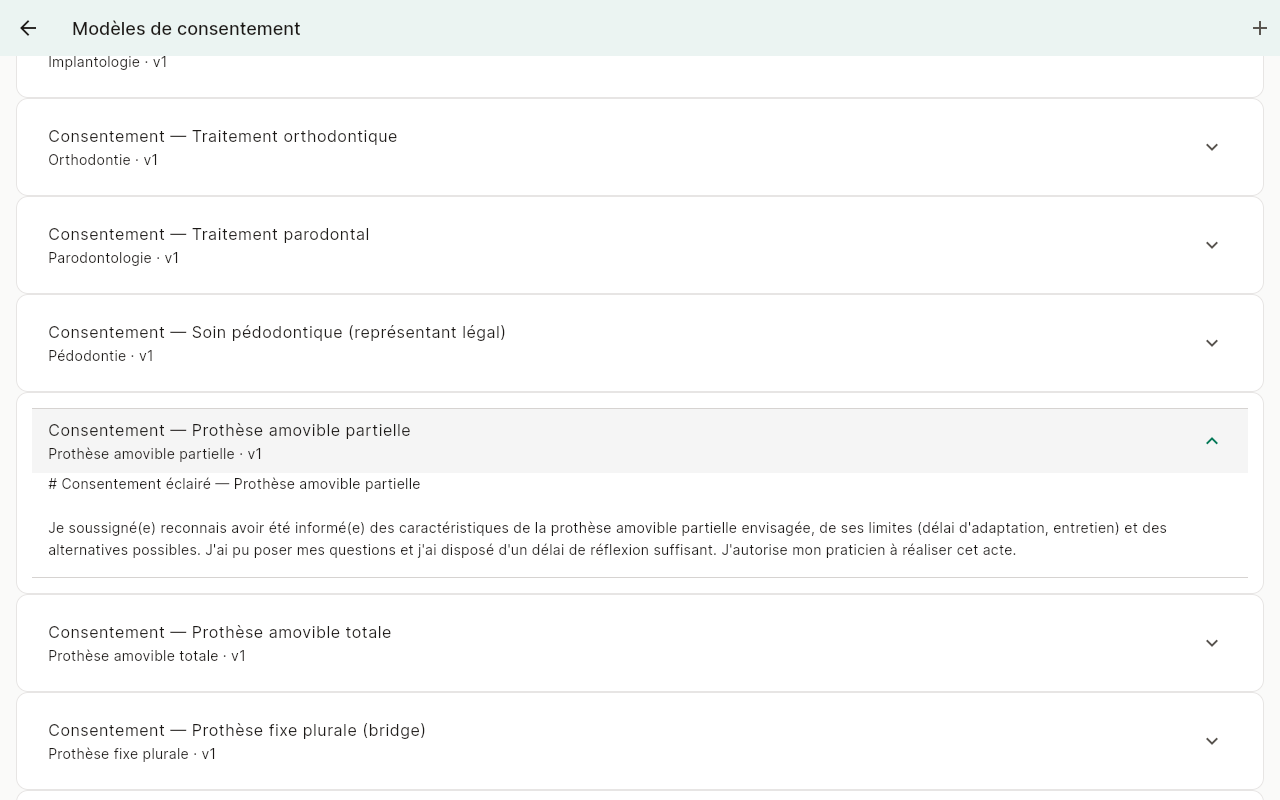 Modèles de consentement
Implantologie · v1
Consentement — Traitement orthodontique
Orthodontie · v1
Consentement — Traitement parodontal
Parodontologie · v1
Consentement — Soin pédodontique (représentant légal)
Pédodontie · v1
Consentement — Prothèse amovible partielle
Prothèse amovible partielle · v1
# Consentement éclairé — Prothèse amovible partielle
Je soussigné(e) reconnais avoir été informé(e) des caractéristiques de la prothèse amovible partielle envisagée, de ses limites (délai d'adaptation, entretien) et des
alternatives possibles. J'ai pu poser mes questions et j'ai disposé d'un délai de réflexion suffisant. J'autorise mon praticien à réaliser cet acte.
Consentement — Prothèse amovible totale
Prothèse amovible totale · v1
Consentement — Prothèse fixe plurale (bridge)
Prothèse fixe plurale · v1